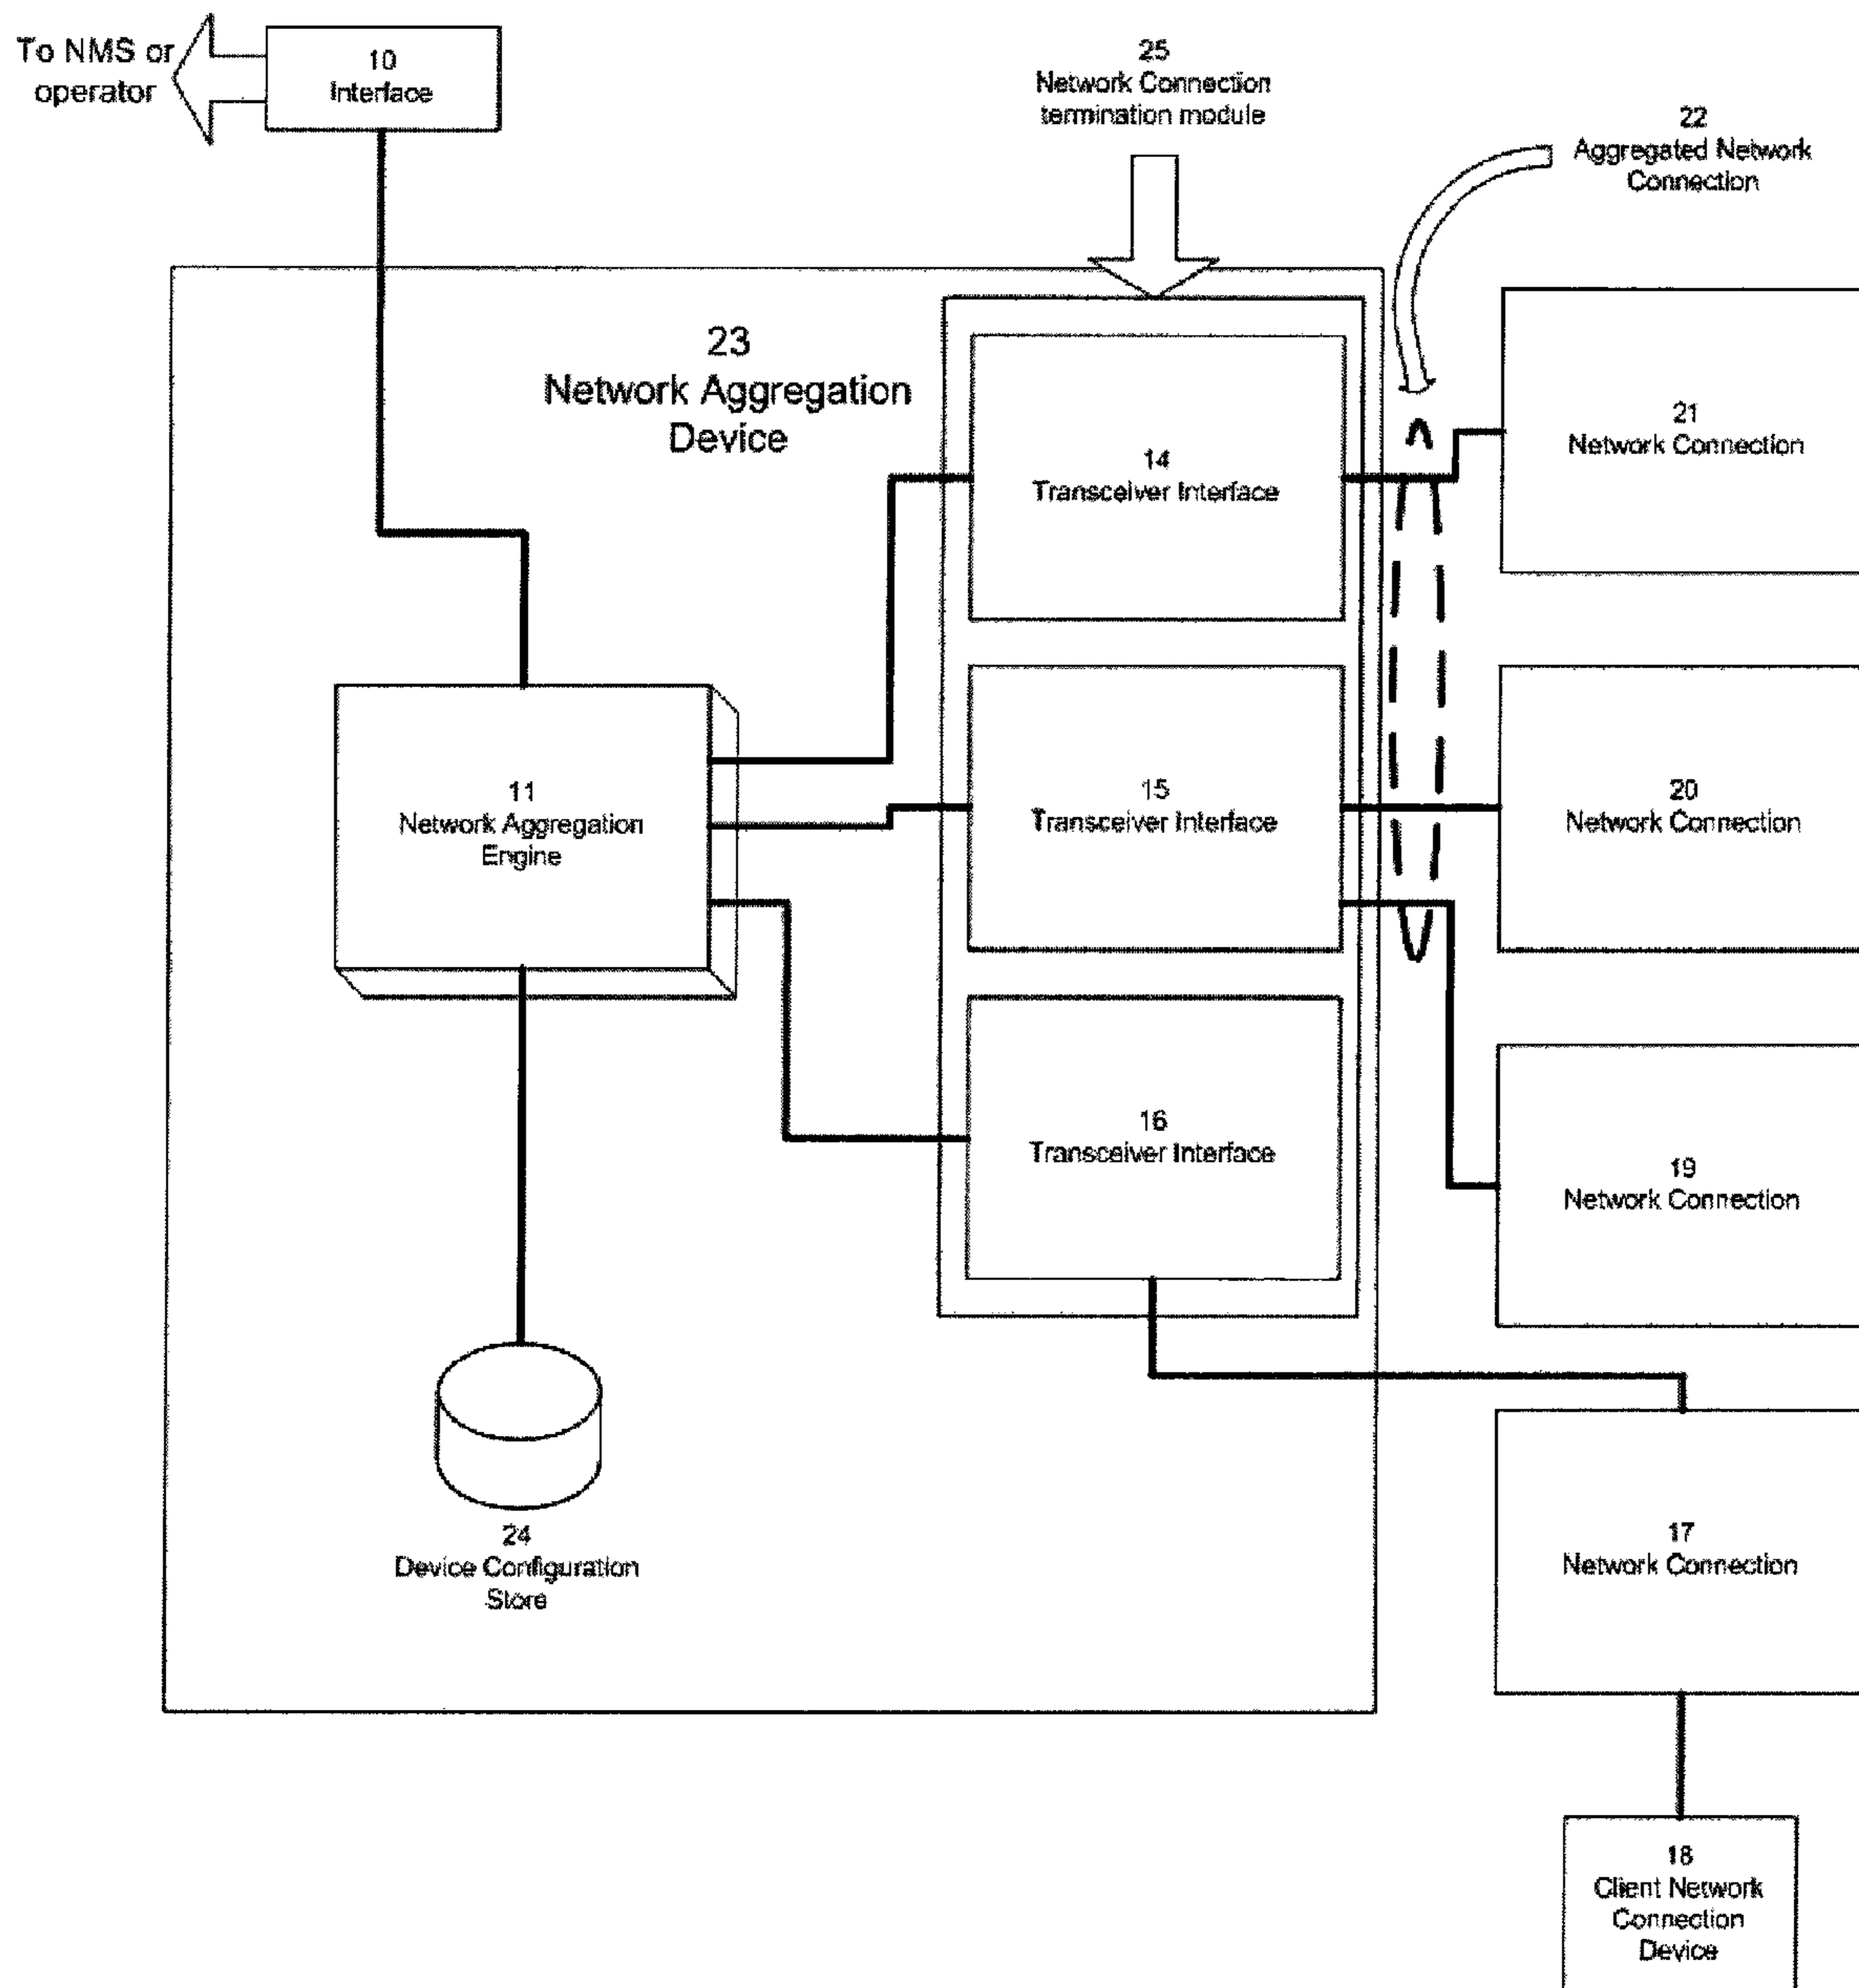 To NMS or
operator
10
Interface
25
Network Connection
termination module
22
Aggregated Network
Connection
23
Network Aggregation
Device
14
Transceiver Interface
21
Network Connection
11
Network Aggregation
Engine
15
Transceiver Interface
20
Network Connection
16
Transceiver Interface
19
Network Connection
24
Device Configuration
Store
17
Network Connection
18
Client Network
Connection
Device